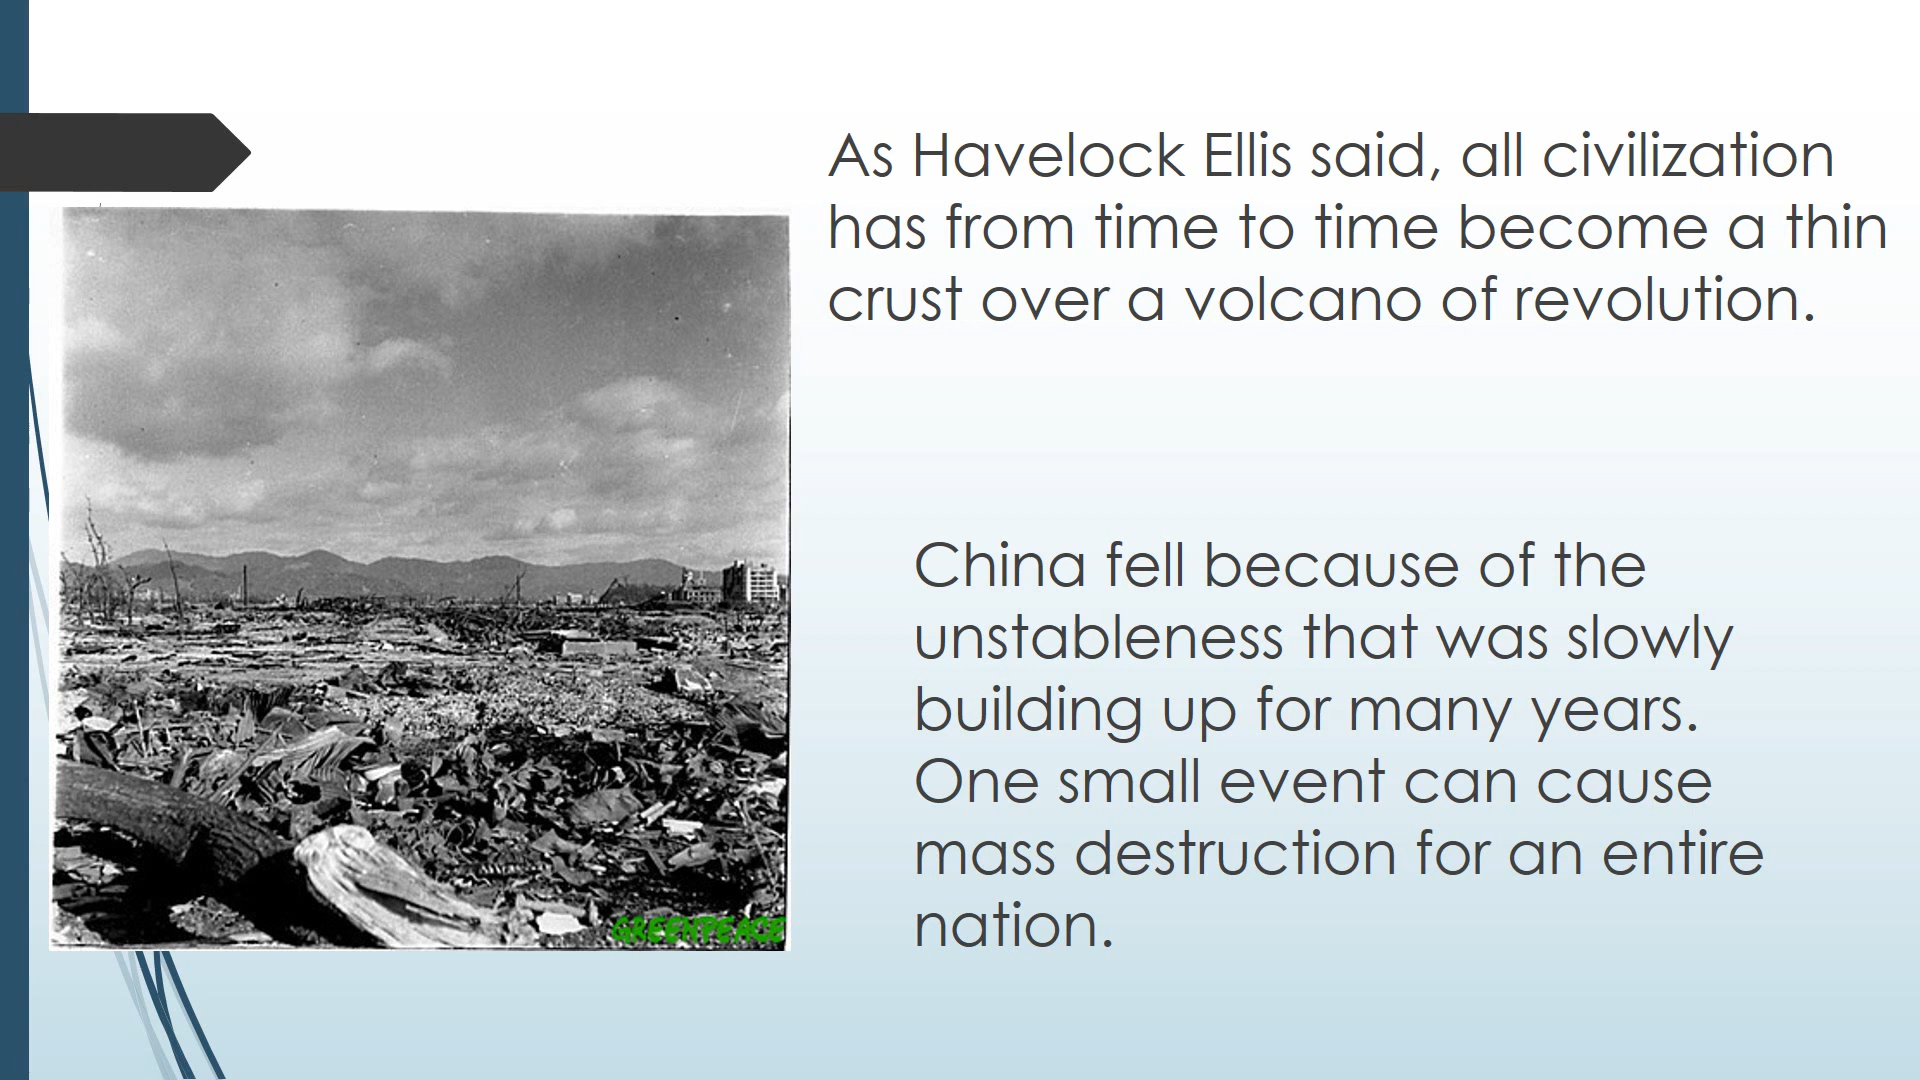 As Havelock Ellis said, all civilization
has from time to time become a thin
crust over a volcano of revolution.
China fell because of the
unstableness that was slowly
building up for many years.
One small event can cause
mass destruction for an entire
nation.
GREENPEACE